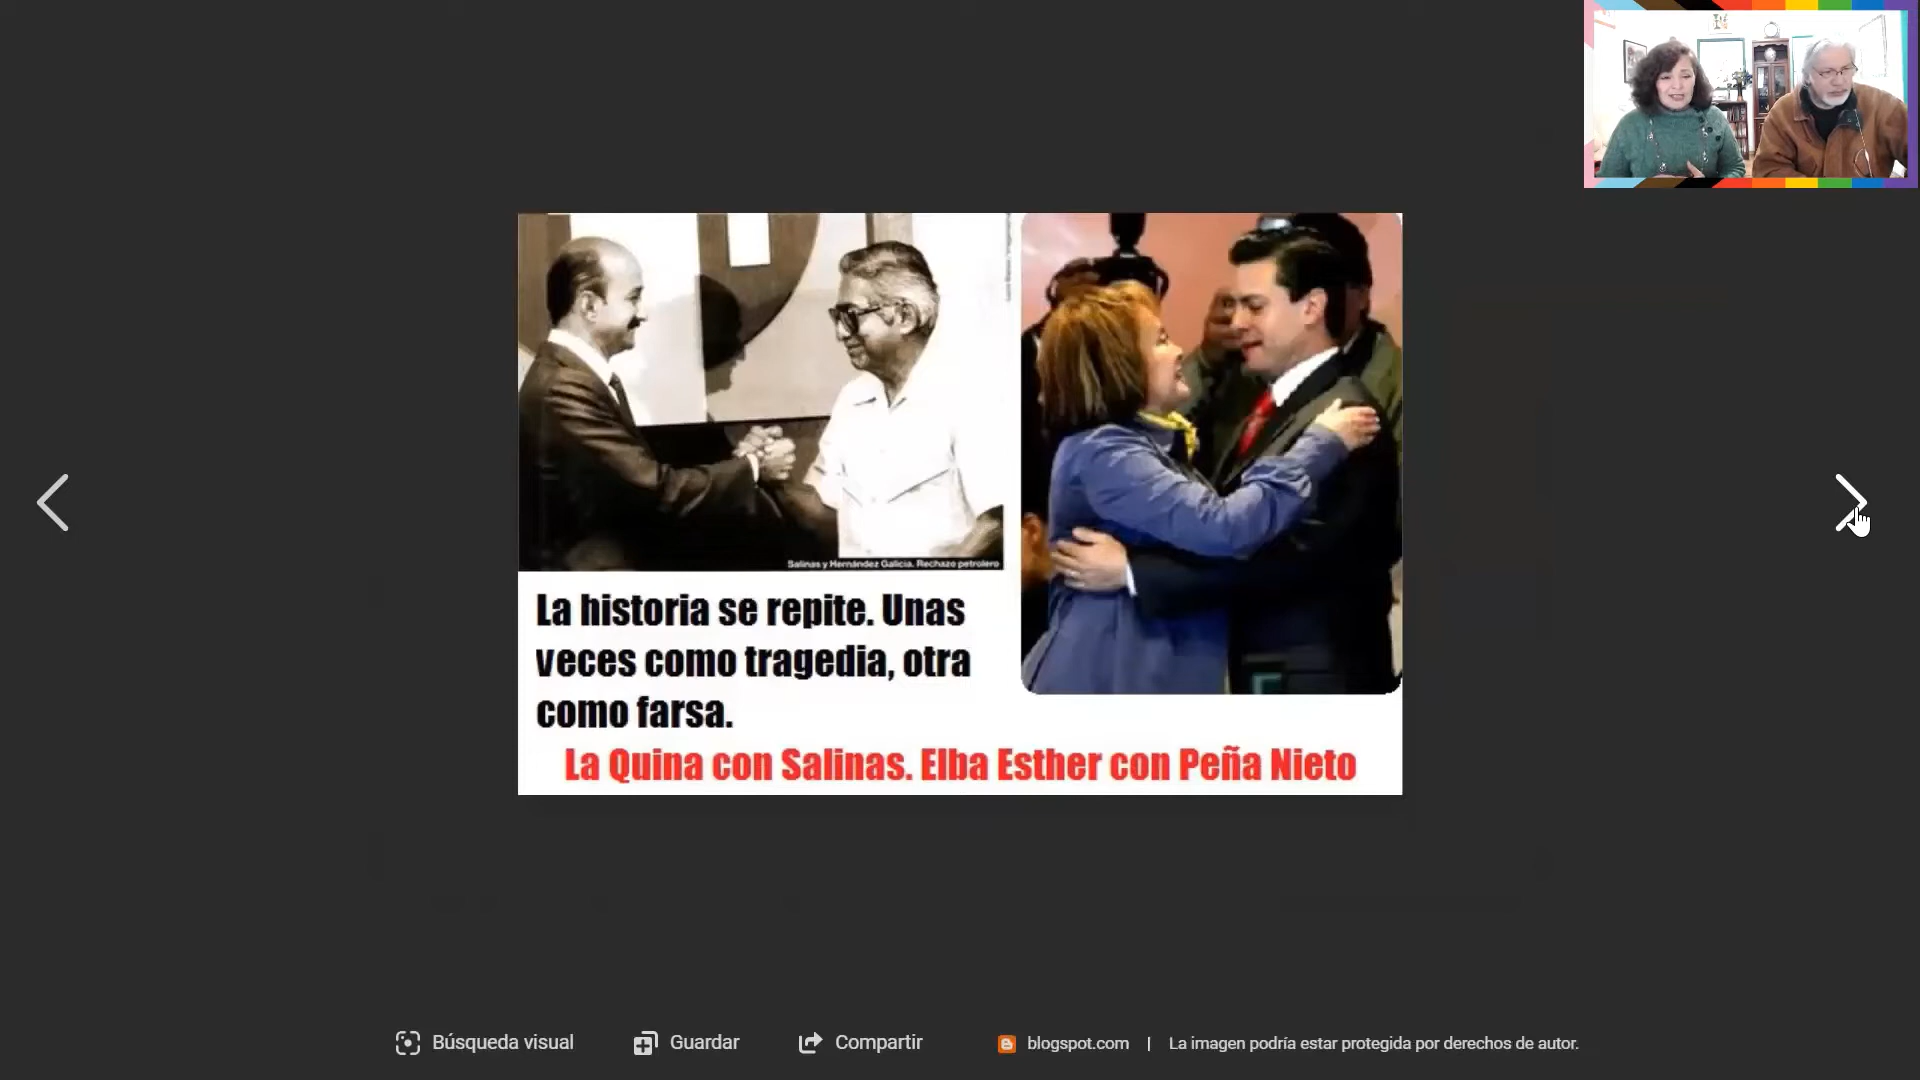 Salinas y Hernández Galicia. Rechazo petrolero
La historia se repite. Unas
veces como tragedia, otra
como farsa.
La Quina con Salinas. Elba Esther con Peña Nieto
Búsqueda visual
Guardar
Compartir
blogspot.com | La imagen podría estar protegida por derechos de autor.